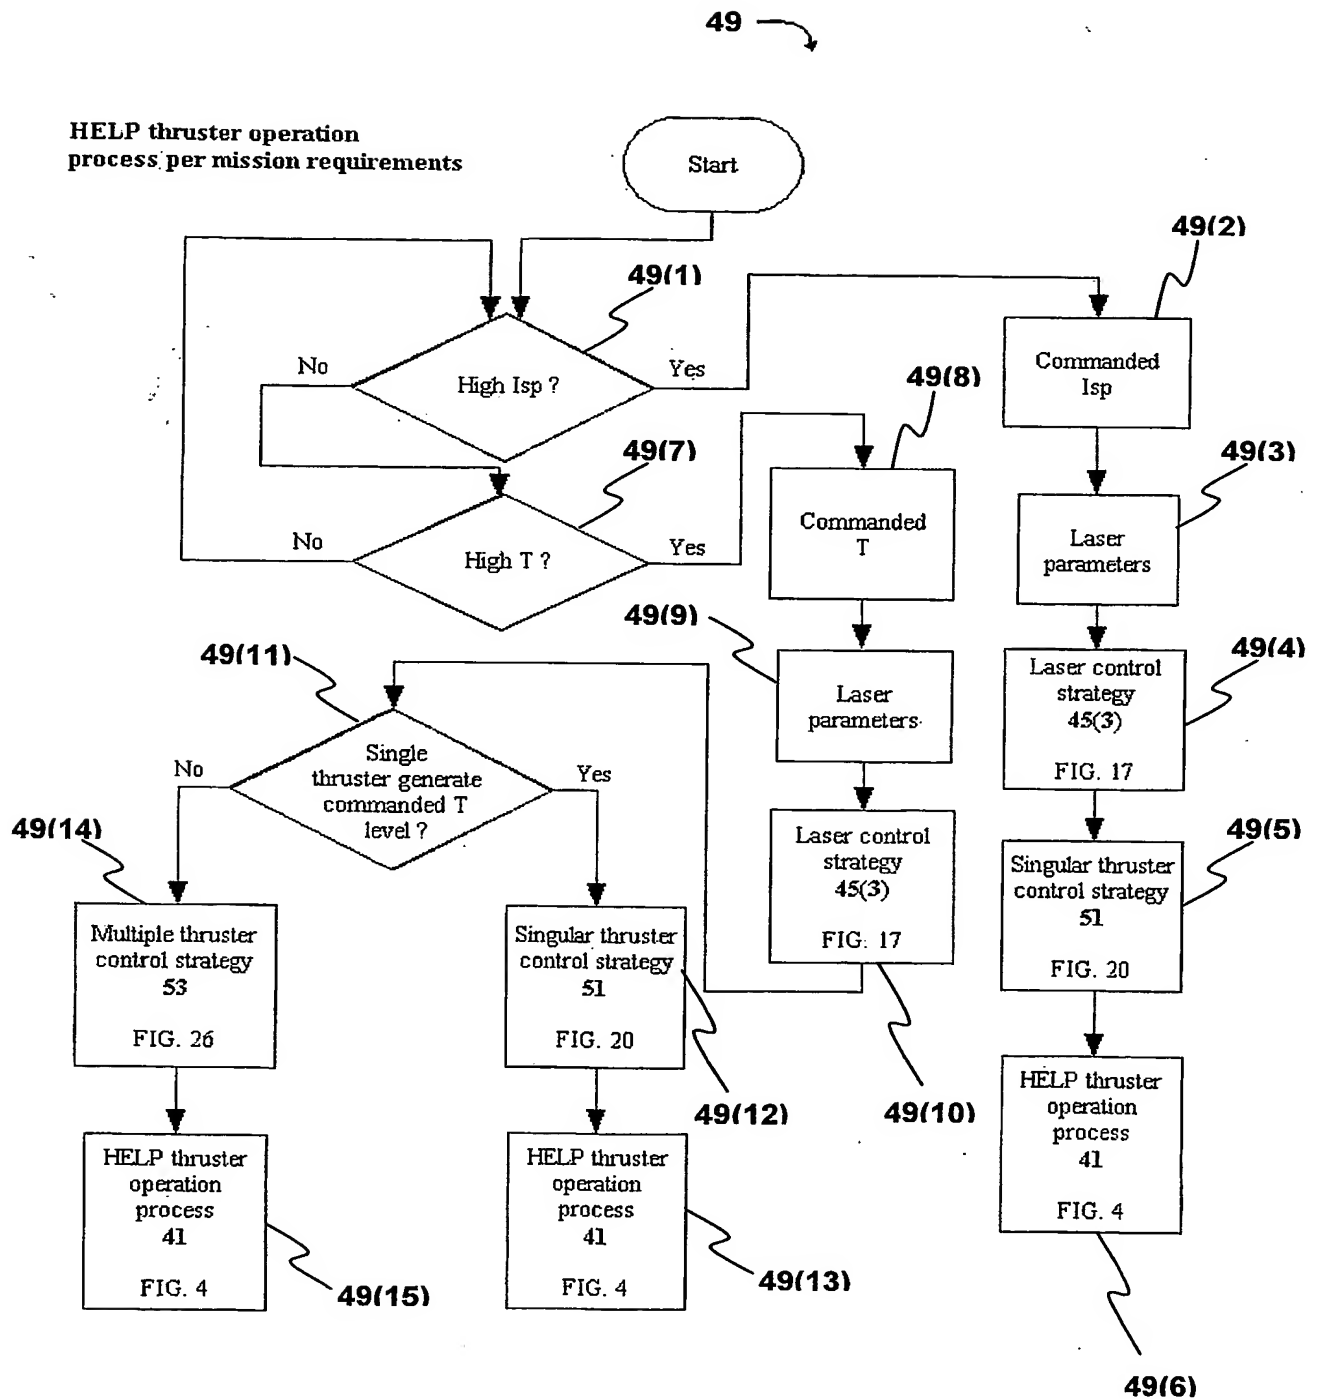 49
HELP thruster operation
process per mission requirements
Start
49(2)
49(1)
No
High Isp ?
Yes
Commanded
Isp
49(8)
49(7)
49(3)
No
High T ?
Yes
Commanded
T
Laser
parameters
49(9)
49(11)
49(4)
Laser control
strategy
45(3)
FIG. 17
Laser
parameters
No
Single
thruster generate
commanded T
level ?
Yes
49(14)
49(5)
Laser control
strategy
45(3)
FIG. 17
Singular thruster
control strategy
51
FIG. 20
Multiple thruster
control strategy
53
FIG. 26
Singular thruster
control strategy
51
FIG. 20
49(12)
49(10)
HELP thruster
operation
process
41
FIG. 4
HELP thruster
operation
process
41
FIG. 4
49(15)
HELP thruster
operation
process
41
FIG. 4
49(13)
49(6)